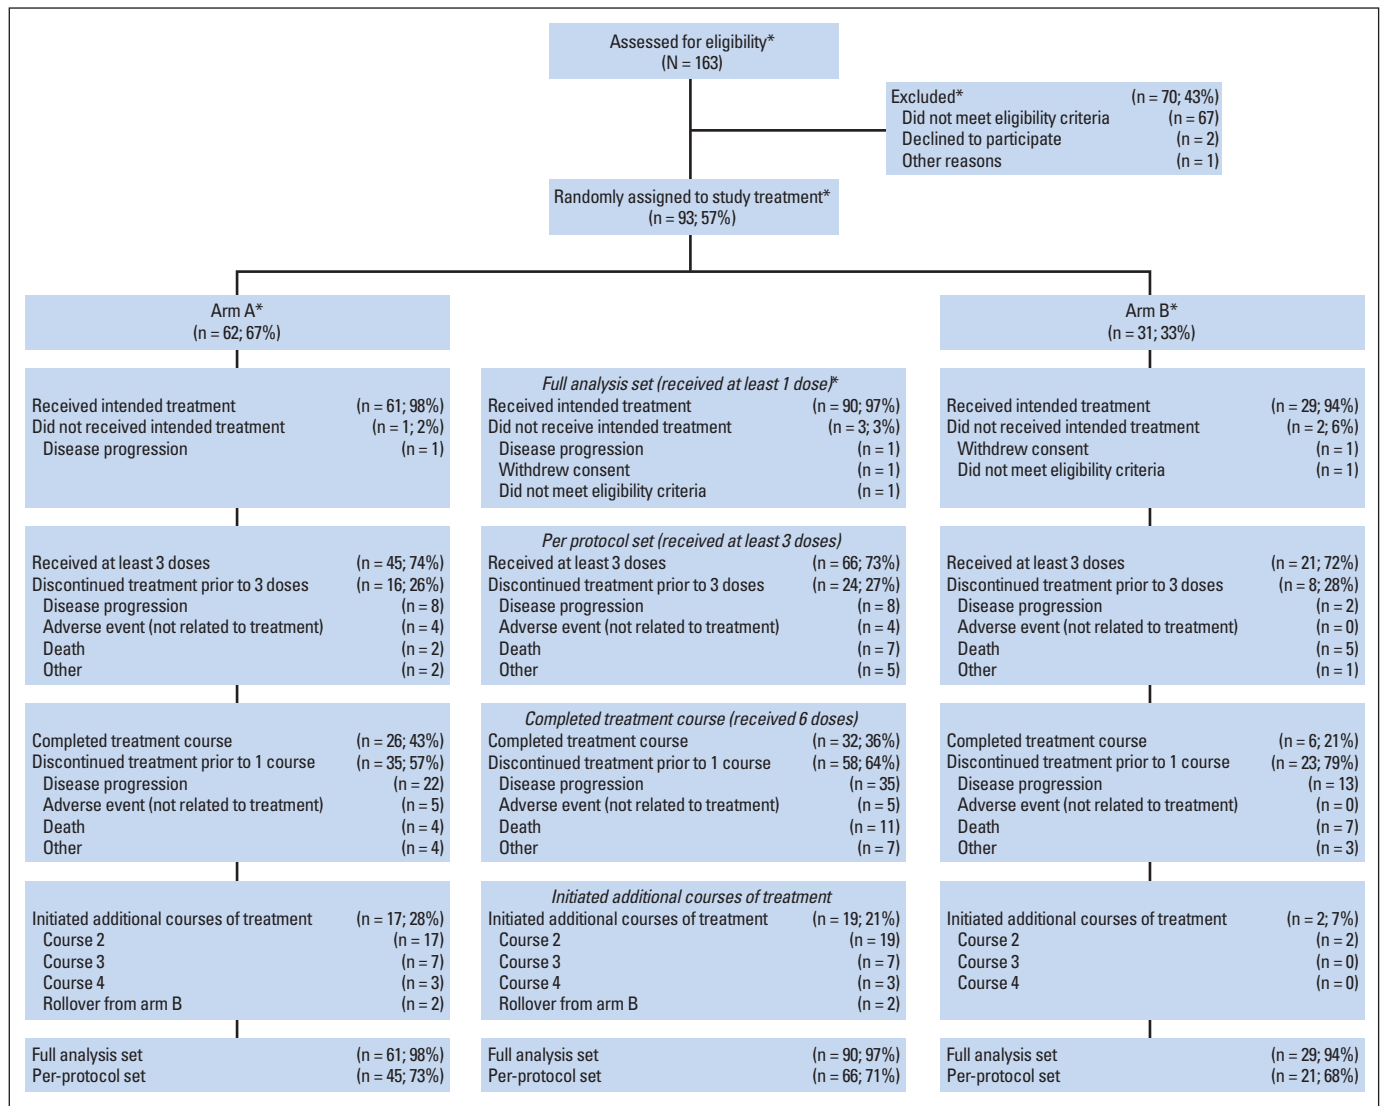 Assessed for eligibility*
(N = 163)
Excluded* (n = 70; 43%)
Did not meet eligibility criteria (n = 67)
Declined to participate (n = 2)
Other reasons (n = 1)
Randomly assigned to study treatment*
(n = 93; 57%)
Arm A*
(n = 62; 67%)
Arm B*
(n = 31; 33%)
Received intended treatment (n = 61; 98%)
Did not received intended treatment (n = 1; 2%)
Disease progression (n = 1)
Full analysis set (received at least 1 dose)*
Received intended treatment (n = 90; 97%)
Did not receive intended treatment (n = 3; 3%)
Disease progression (n = 1)
Withdrew consent (n = 1)
Did not meet eligibility criteria (n = 1)
Received intended treatment (n = 29; 94%)
Did not received intended treatment (n = 2; 6%)
Withdrew consent (n = 1)
Did not meet eligibility criteria (n = 1)
Received at least 3 doses (n = 45; 74%)
Discontinued treatment prior to 3 doses (n = 16; 26%)
Disease progression (n = 8)
Adverse event (not related to treatment) (n = 4)
Death (n = 2)
Other (n = 2)
Per protocol set (received at least 3 doses)
Received at least 3 doses (n = 66; 73%)
Discontinued treatment prior to 3 doses (n = 24; 27%)
Disease progression (n = 8)
Adverse event (not related to treatment) (n = 4)
Death (n = 7)
Other (n = 5)
Received at least 3 doses (n = 21; 72%)
Discontinued treatment prior to 3 doses (n = 8; 28%)
Disease progression (n = 2)
Adverse event (not related to treatment) (n = 0)
Death (n = 5)
Other (n = 1)
Completed treatment course (n = 26; 43%)
Discontinued treatment prior to 1 course (n = 35; 57%)
Disease progression (n = 22)
Adverse event (not related to treatment) (n = 5)
Death (n = 4)
Other (n = 4)
Completed treatment course (received 6 doses)
Completed treatment course (n = 32; 36%)
Discontinued treatment prior to 1 course (n = 58; 64%)
Disease progression (n = 35)
Adverse event (not related to treatment) (n = 5)
Death (n = 11)
Other (n = 7)
Completed treatment course (n = 6; 21%)
Discontinued treatment prior to 1 course (n = 23; 79%)
Disease progression (n = 13)
Adverse event (not related to treatment) (n = 0)
Death (n = 7)
Other (n = 3)
Initiated additional courses of treatment (n = 17; 28%)
Course 2 (n = 17)
Course 3 (n = 7)
Course 4 (n = 3)
Rollover from arm B (n = 2)
Initiated additional courses of treatment
Initiated additional courses of treatment (n = 19; 21%)
Course 2 (n = 19)
Course 3 (n = 7)
Course 4 (n = 3)
Rollover from arm B (n = 2)
Initiated additional courses of treatment (n = 2; 7%)
Course 2 (n = 2)
Course 3 (n = 0)
Course 4 (n = 0)
Full analysis set (n = 61; 98%)
Per-protocol set (n = 45; 73%)
Full analysis set (n = 90; 97%)
Per-protocol set (n = 66; 71%)
Full analysis set (n = 29; 94%)
Per-protocol set (n = 21; 68%)